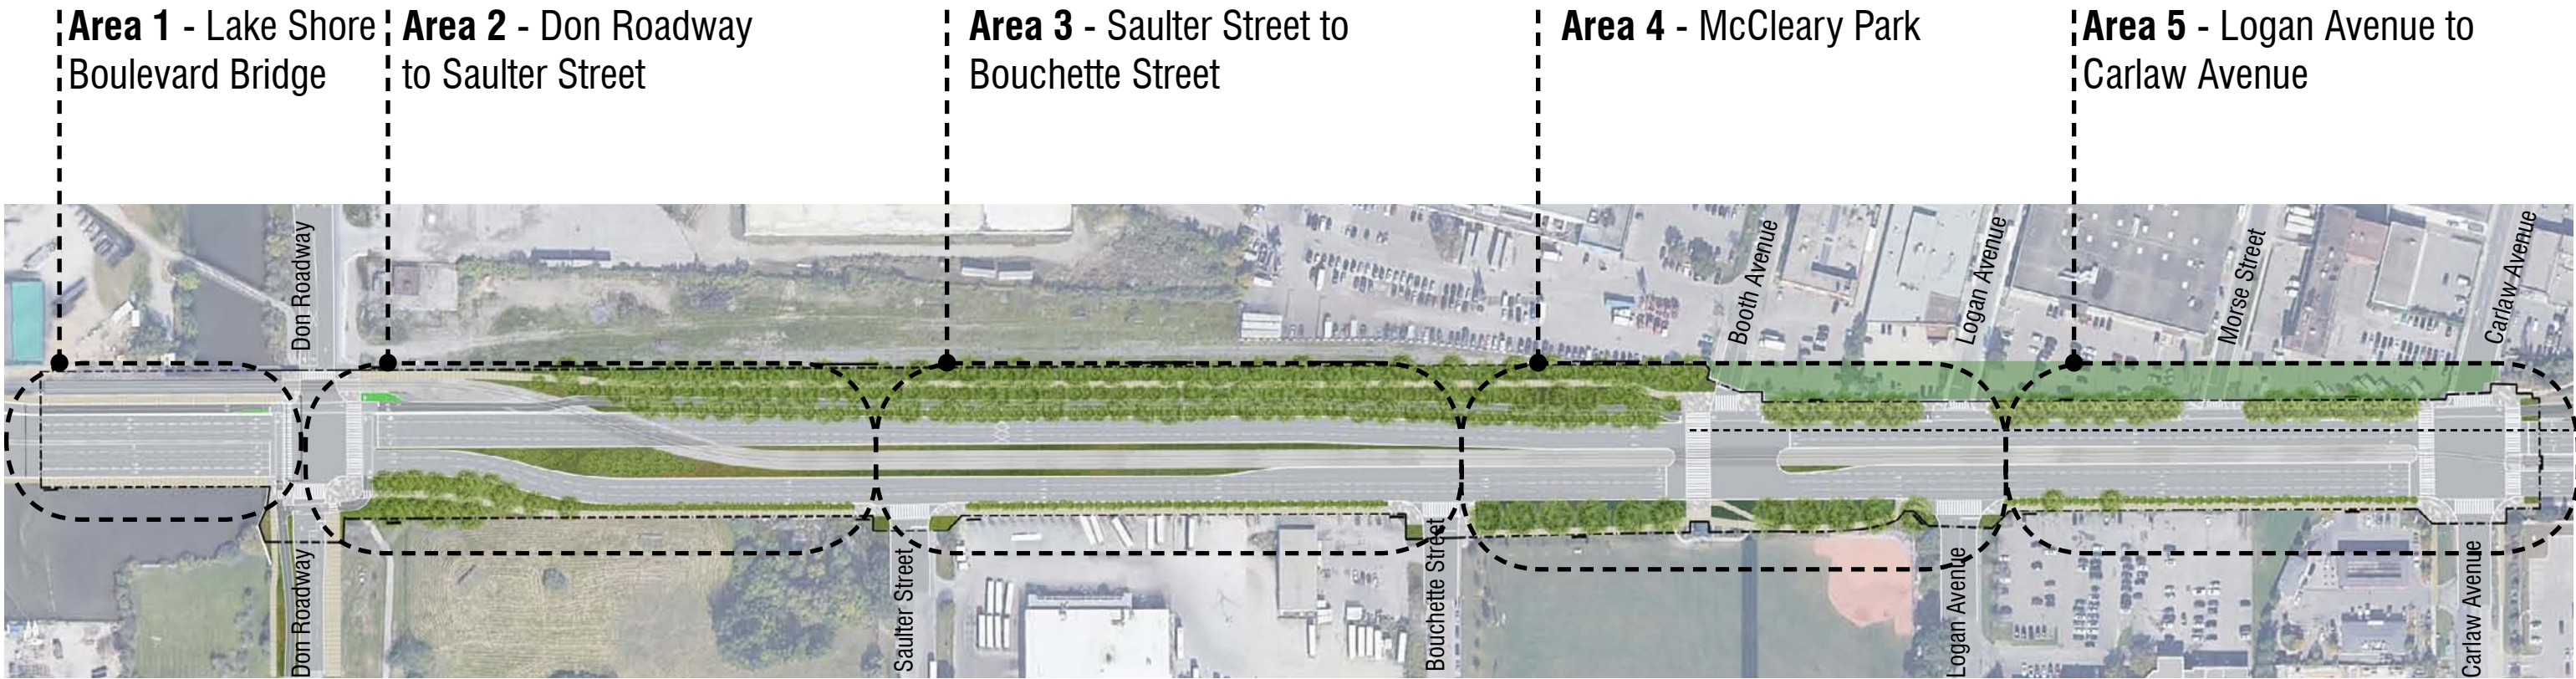 Area 1 - Lake Shore
Boulevard Bridge
Area 2 - Don Roadway
to Saulter Street
Area 3 - Saulter Street to
Bouchette Street
Area 4 - McCleary Park
Area 5 - Logan Avenue to
Carlaw Avenue
Don Roadway
Booth Avenue
Logan Avenue
Morse Street
Carlaw Avenue
Don Roadway
Saulter Street
Bouchette Street
Logan Avenue
Carlaw Avenue